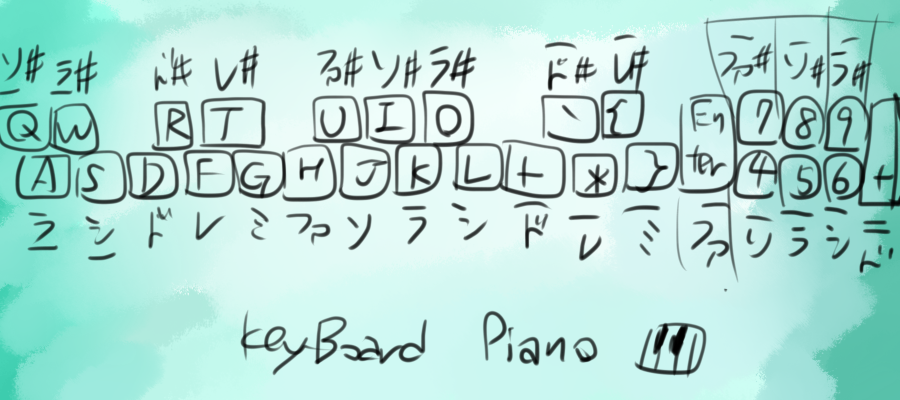 ソ# ラ# ド# レ# ファ# ソ# ラ# ド# レ# ファ# ソ# ラ#
Q W R T U I O ` { En 7 8 9
A S D F G H J K L + * } ter 4 5 6 +
ラ シ ド レ ミ ファ ソ ラ シ ド レ ミ ファ ソ ラ シ ド
KeyBoard Piano